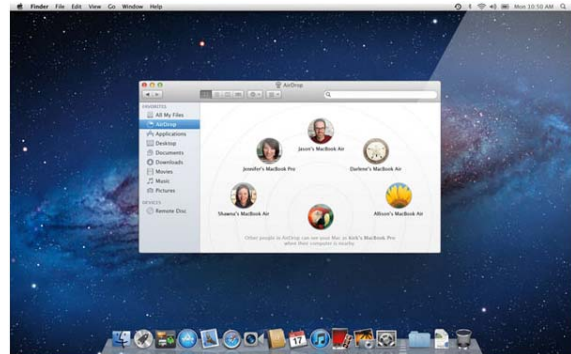 Finder File Edit View Go Window Help
Mon 10:50 AM
AirDrop
FAVORITES
All My Files
AirDrop
Applications
Desktop
Documents
Downloads
Movies
Music
Pictures
DEVICES
Remote Disc
Jason's MacBook Air
Jennifer's MacBook Pro
Darlene's MacBook Air
Shawna's MacBook Air
Allison's MacBook Air
Other people in AirDrop can see your Mac as Kirk's MacBook Pro
when their computer is nearby.
17